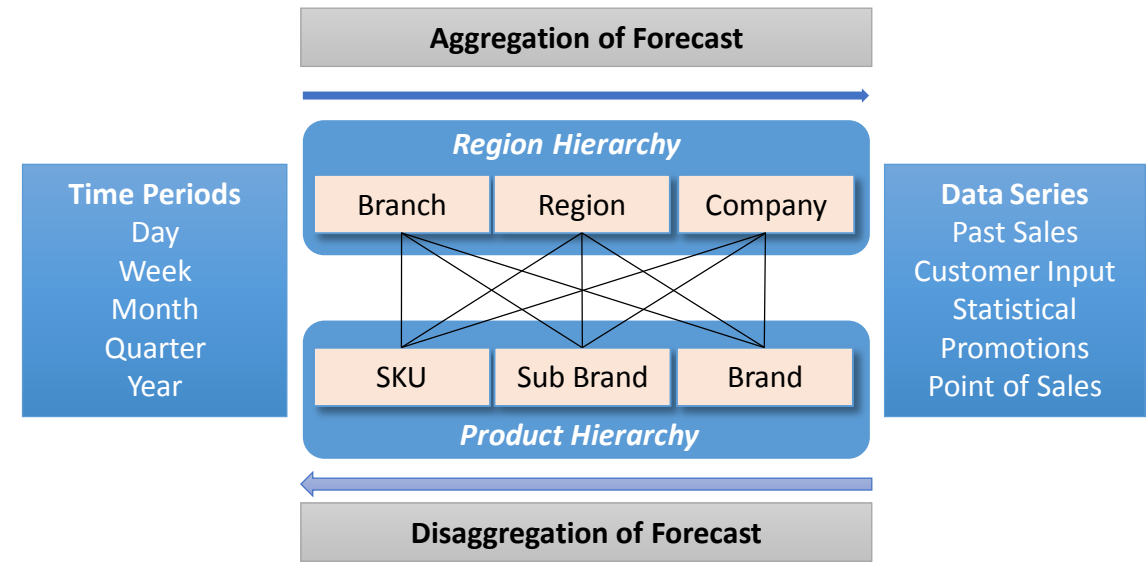 Aggregation of Forecast
Region Hierarchy
Branch
Region
Company
Time Periods
Day
Week
Month
Quarter
Year
Data Series
Past Sales
Customer Input
Statistical
Promotions
Point of Sales
SKU
Sub Brand
Brand
Product Hierarchy
Disaggregation of Forecast